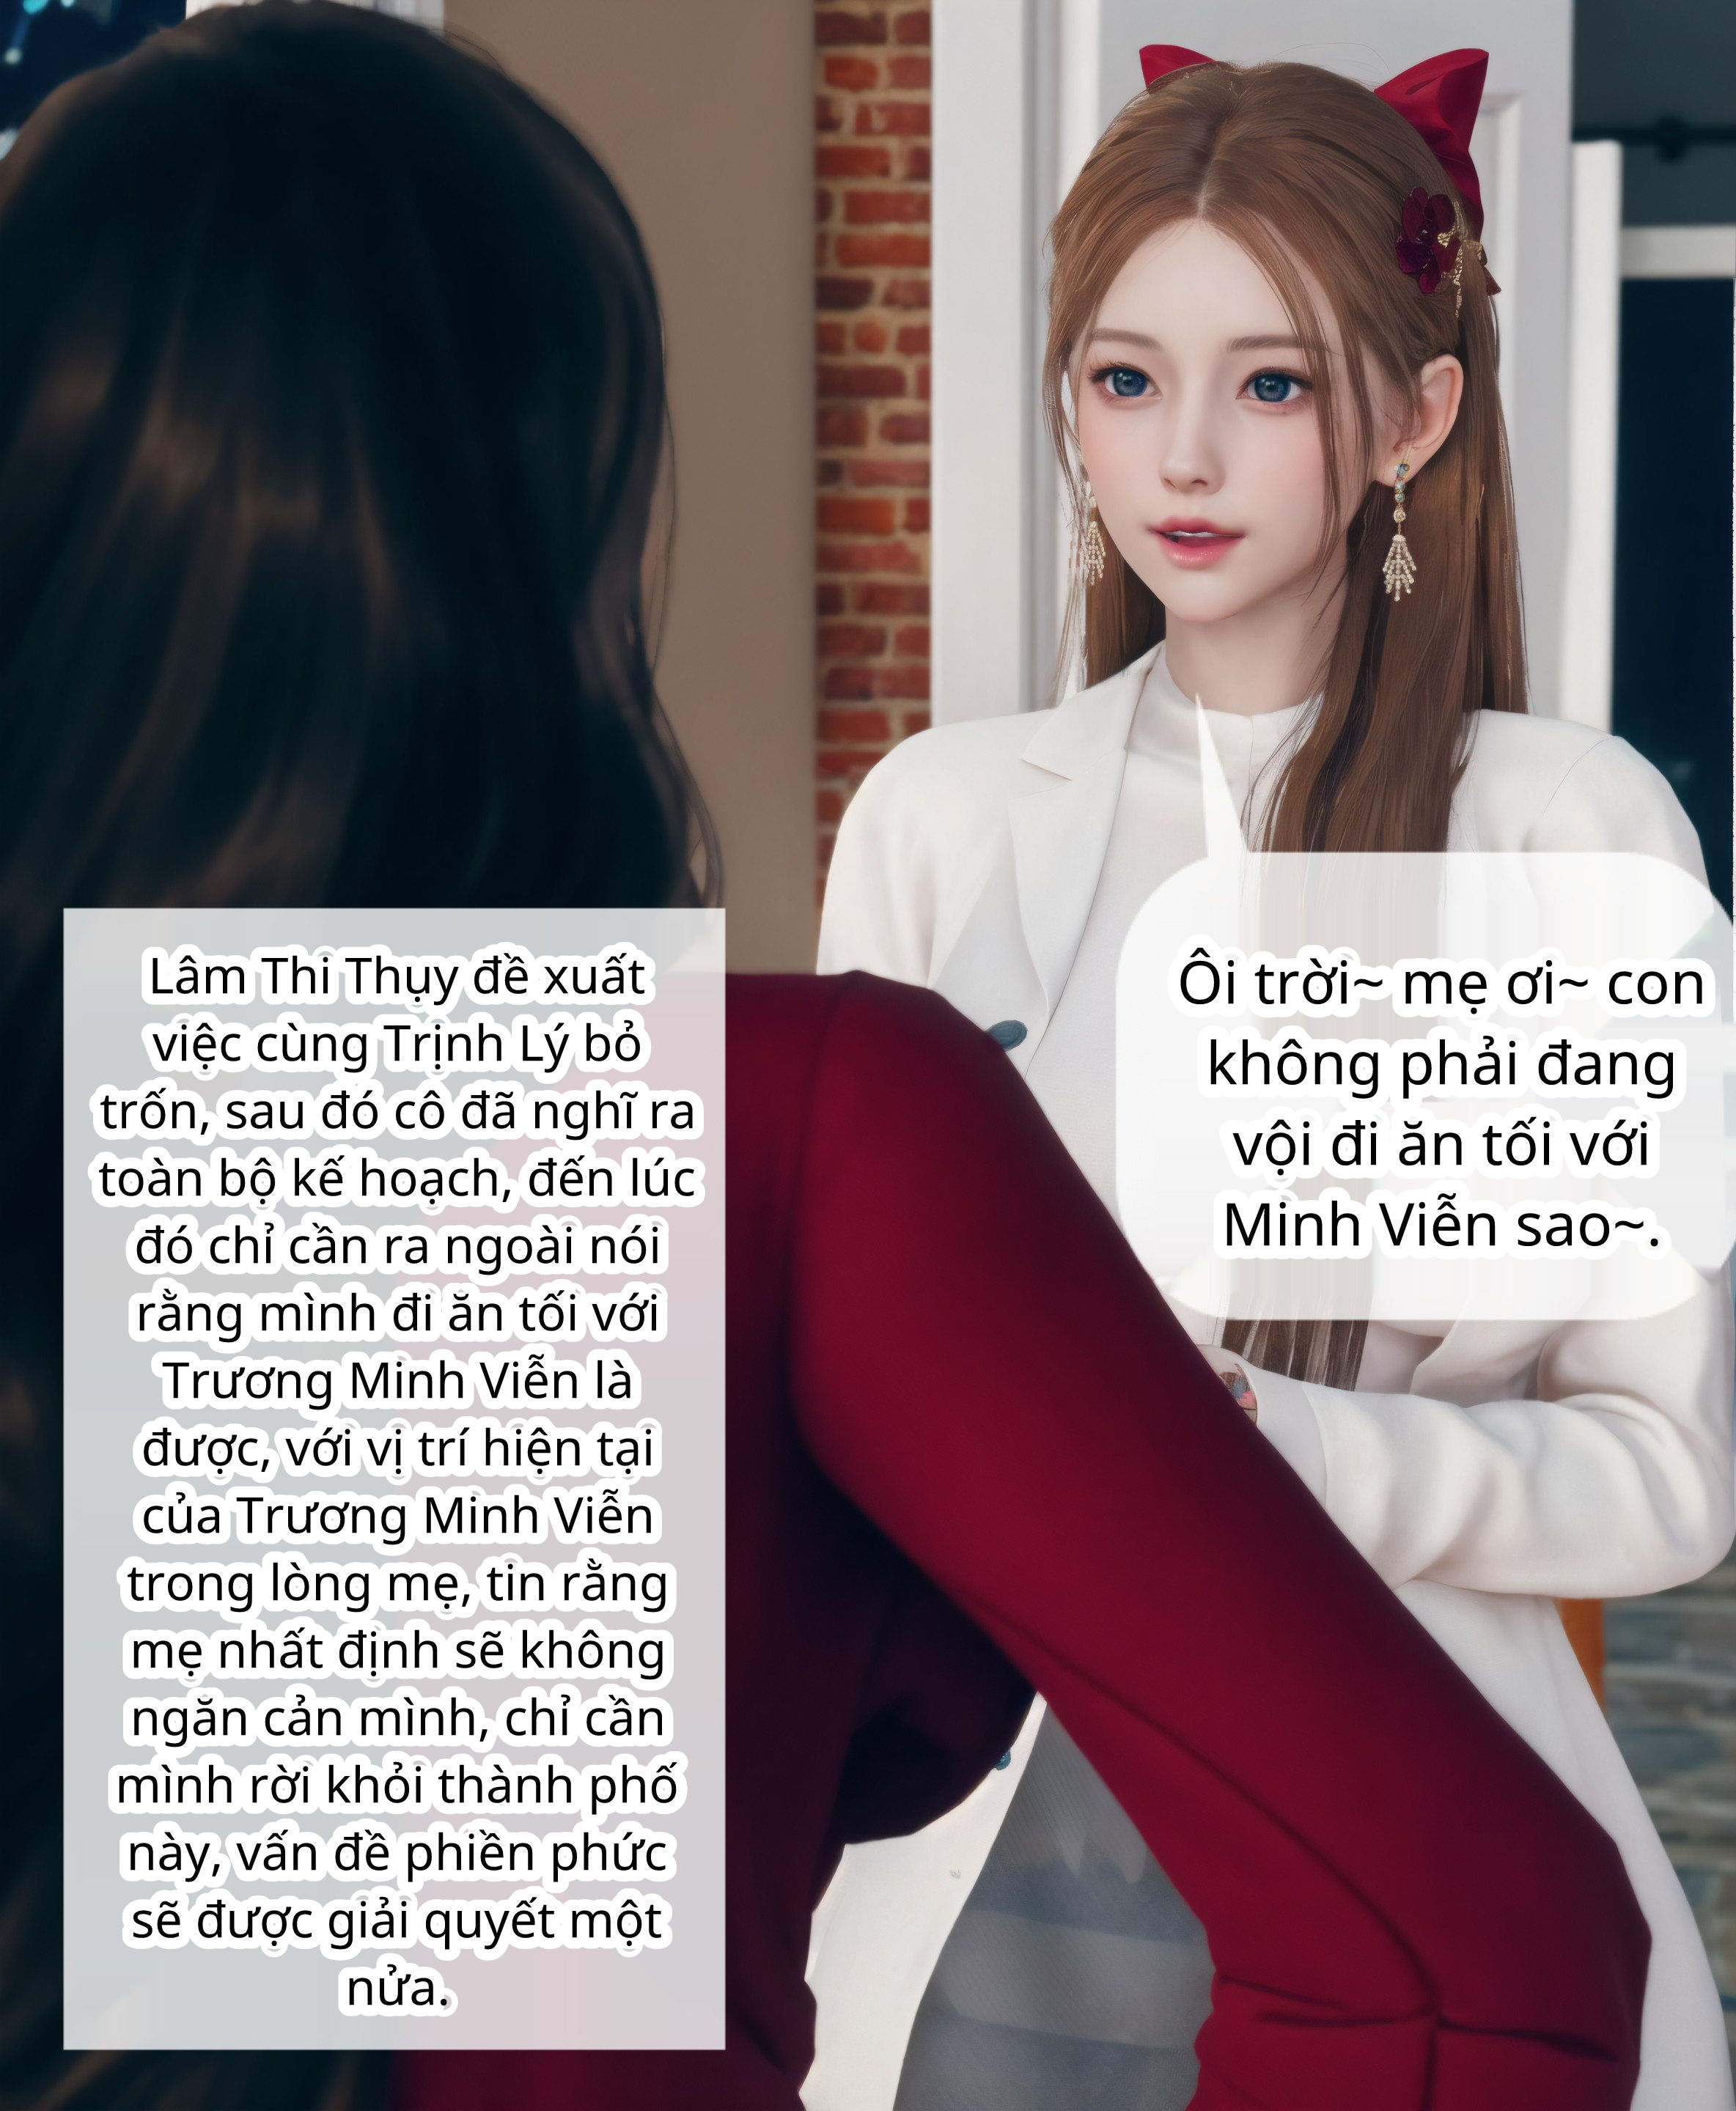 Lâm Thi Thụy đề xuất
việc cùng Trịnh Lý bỏ
trốn, sau đó cô đã nghĩ ra
toàn bộ kế hoạch, đến lúc
đó chỉ cần ra ngoài nói
rằng mình đi ăn tối với
Trương Minh Viễn là
được, với vị trí hiện tại
của Trương Minh Viễn
trong lòng mẹ, tin rằng
mẹ nhất định sẽ không
ngăn cản mình, chỉ cần
mình rời khỏi thành phố
này, vấn đề phiền phức
sẽ được giải quyết một
nửa.
Ôi trời~ mẹ ơi~ con
không phải đang
vội đi ăn tối với
Minh Viễn sao~.